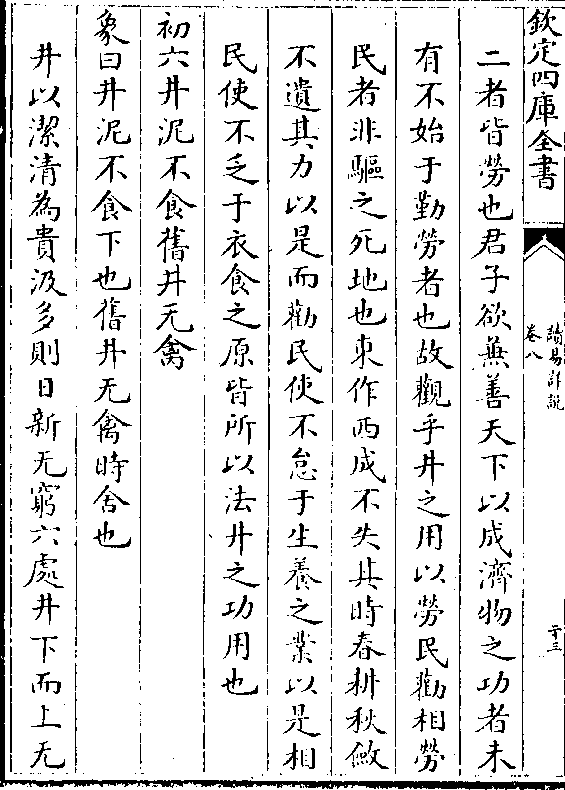 欽定四庫全書
讀易詳說
卷八
二十三
二者皆勞也君子欲兼善天下以成濟物之功者未
有不始于勤勞者也故觀乎井之用以勞民勸相勞
民者非驅之死地也東作西成不失其時春耕秋斂
不遺其力以是而勸民使不怠于生養之業以是相
民使不乏于衣食之原皆所以法井之功用也
初六井泥不食舊井无禽
象曰井泥不食下也舊井无禽時舍也
井以潔清為貴汲多則日新无窮六處井下而上无